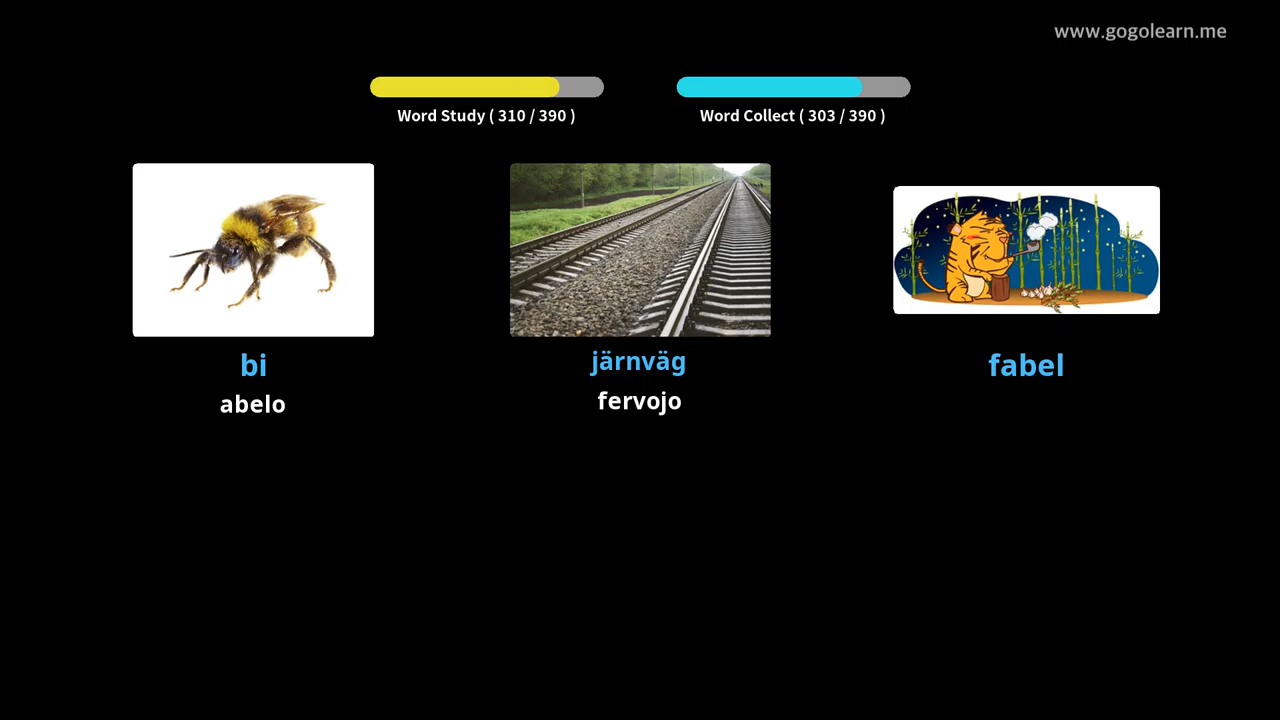 www.gogolearn.me
Word Study ( 310 / 390 )
Word Collect ( 303 / 390 )
bi
abelo
järnväg
fervojo
fabel